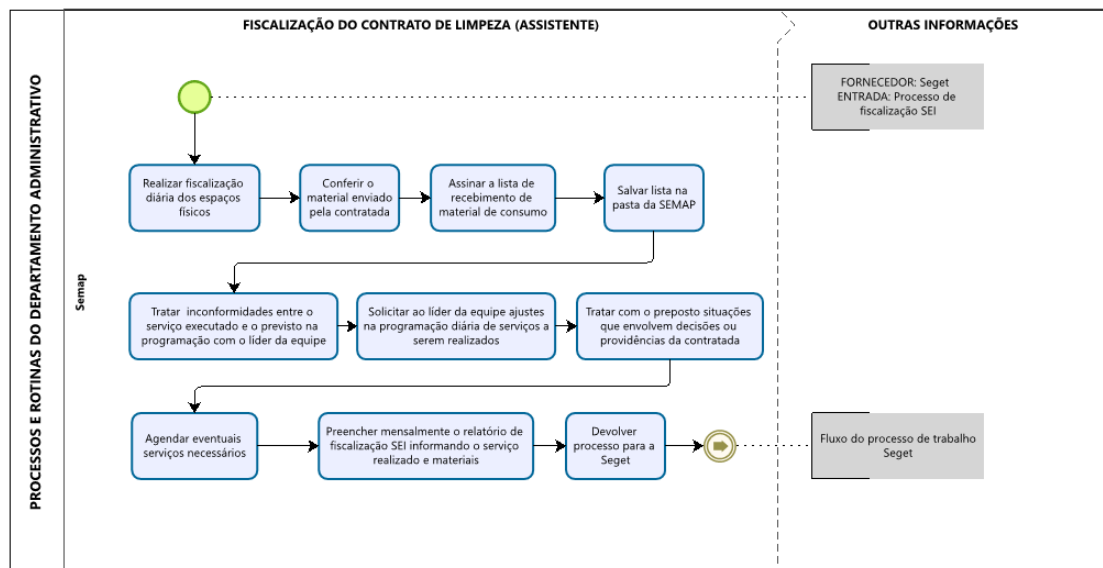 PROCESSOS E ROTINAS DO DEPARTAMENTO ADMINISTRATIVO
FISCALIZAÇÃO DO CONTRATO DE LIMPEZA (ASSISTENTE)
OUTRAS INFORMAÇÕES
Semap
FORNECEDOR: Seget
ENTRADA: Processo de
fiscalização SEI
Realizar fiscalização
diária dos espaços
físicos
Conferir o
material enviado
pela contratada
Assinar a lista de
recebimento de
material de consumo
Salvar lista na
pasta da SEMAP
Tratar inconformidades entre o
serviço executado e o previsto na
programação com o líder da equipe
Solicitar ao líder da equipe ajustes
na programação diária de serviços a
serem realizados
Tratar com o preposto situações
que envolvem decisões ou
providências da contratada
Agendar eventuais
serviços necessários
Preencher mensalmente o relatório de
fiscalização SEI informando o serviço
realizado e materiais
Devolver
processo para a
Seget
Fluxo do processo de trabalho
Seget